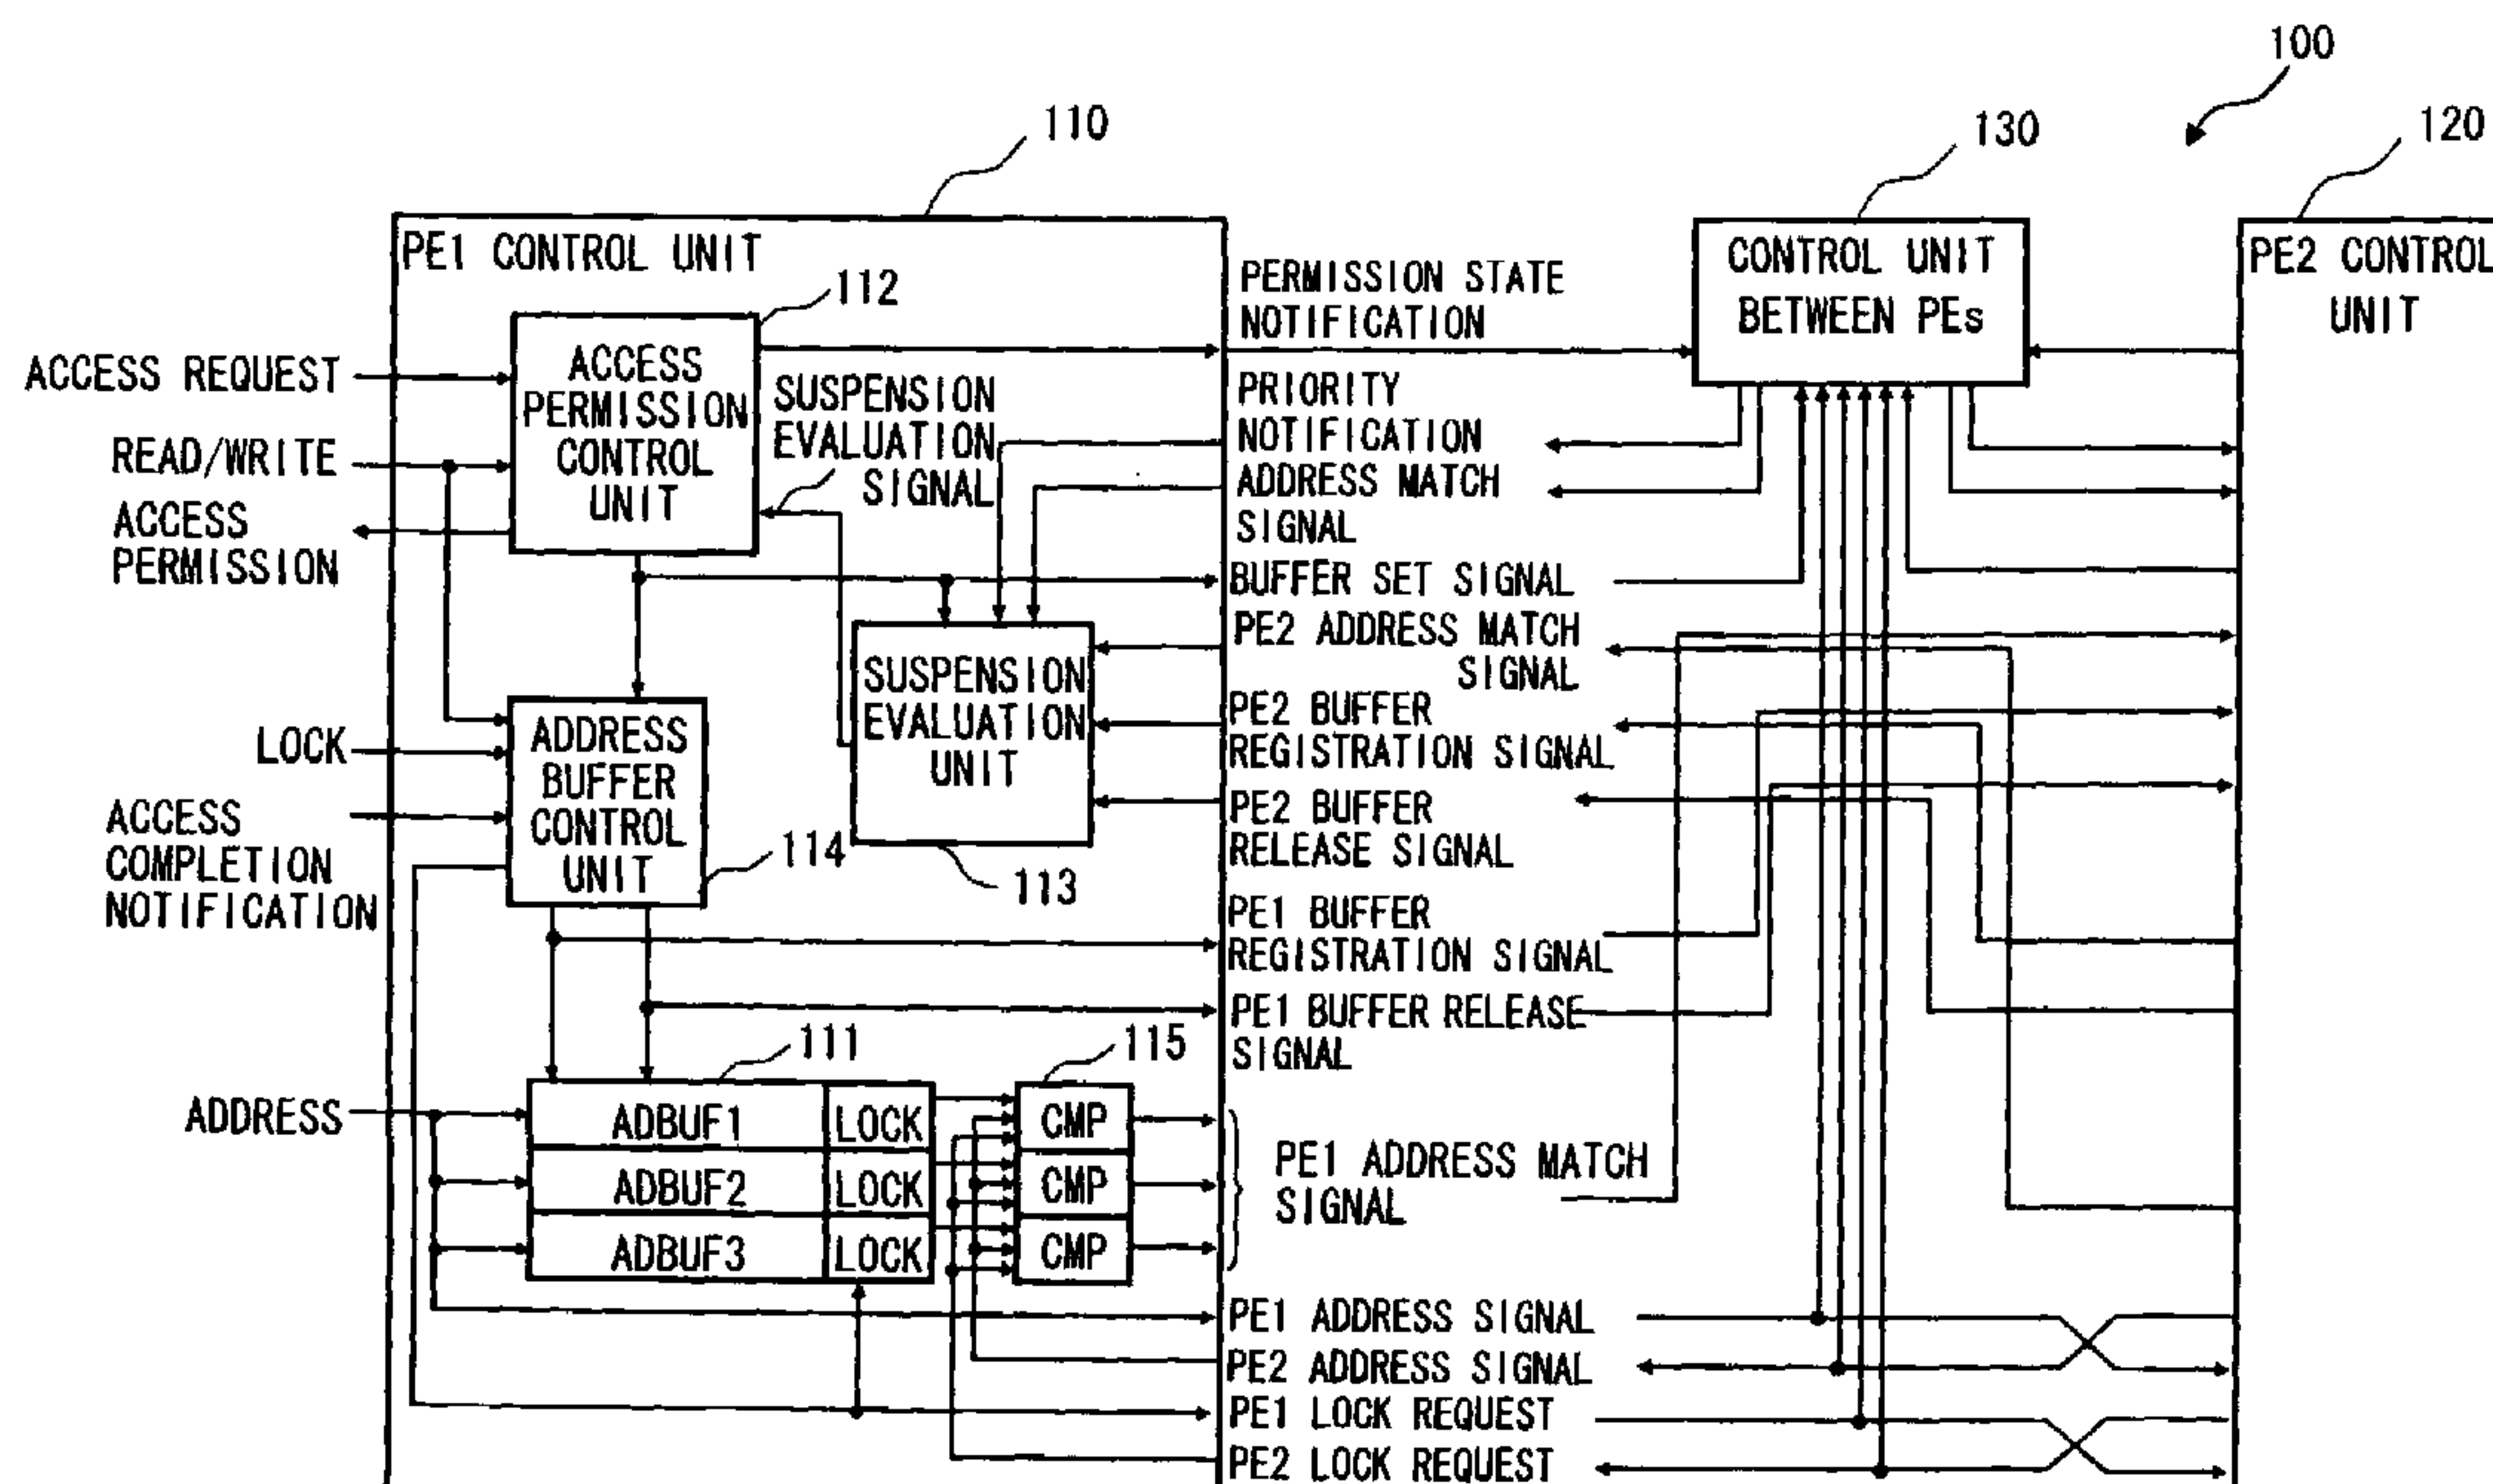 100
110
130
120
PE1 CONTROL UNIT
112
ACCESS
PERMISSION
CONTROL
UNIT
ACCESS REQUEST
READ/WRITE
ACCESS
PERMISSION
SUSPENSION
EVALUATION
SIGNAL
PERMISSION STATE
NOTIFICATION
PRIORITY
NOTIFICATION
ADDRESS MATCH
SIGNAL
BUFFER SET SIGNAL
PE2 ADDRESS MATCH
SIGNAL
PE2 BUFFER
REGISTRATION SIGNAL
PE2 BUFFER
RELEASE SIGNAL
PE1 BUFFER
REGISTRATION SIGNAL
PE1 BUFFER RELEASE
SIGNAL
CONTROL UNIT
BETWEEN PEs
PE2 CONTROL
UNIT
SUSPENSION
EVALUATION
UNIT
113
LOCK
ACCESS
COMPLETION
NOTIFICATION
ADDRESS
BUFFER
CONTROL
UNIT
114
111
115
ADDRESS
ADBUF1 LOCK CMP
ADBUF2 LOCK CMP
ADBUF3 LOCK CMP
PE1 ADDRESS MATCH
SIGNAL
PE1 ADDRESS SIGNAL
PE2 ADDRESS SIGNAL
PE1 LOCK REQUEST
PE2 LOCK REQUEST